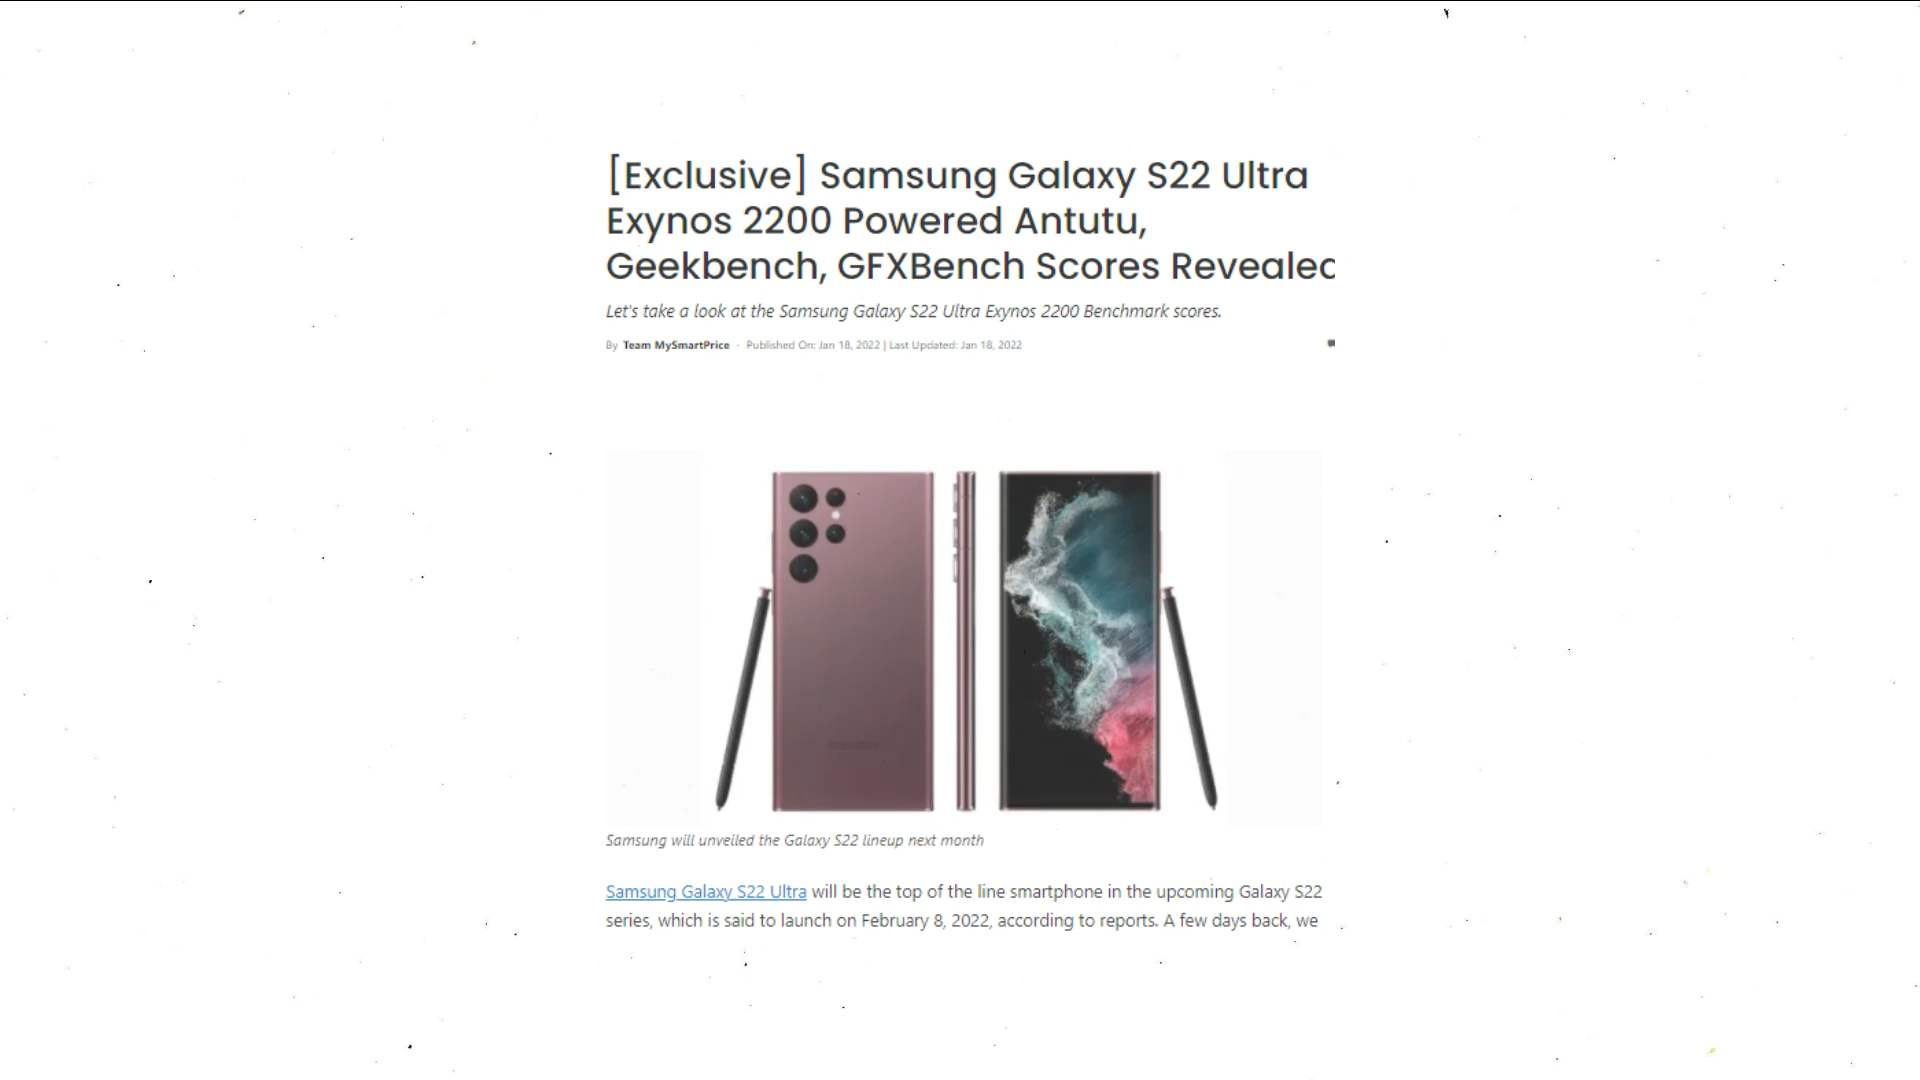 [Exclusive] Samsung Galaxy S22 Ultra
Exynos 2200 Powered Antutu,
Geekbench, GFXBench Scores Revealed
Let's take a look at the Samsung Galaxy S22 Ultra Exynos 2200 Benchmark scores.
By Team MySmartPrice - Published On: Jan 18, 2022 | Last Updated: Jan 18, 2022
SAMSUNG
Samsung will unveiled the Galaxy S22 lineup next month
Samsung Galaxy S22 Ultra will be the top of the line smartphone in the upcoming Galaxy S22
series, which is said to launch on February 8, 2022, according to reports. A few days back, we